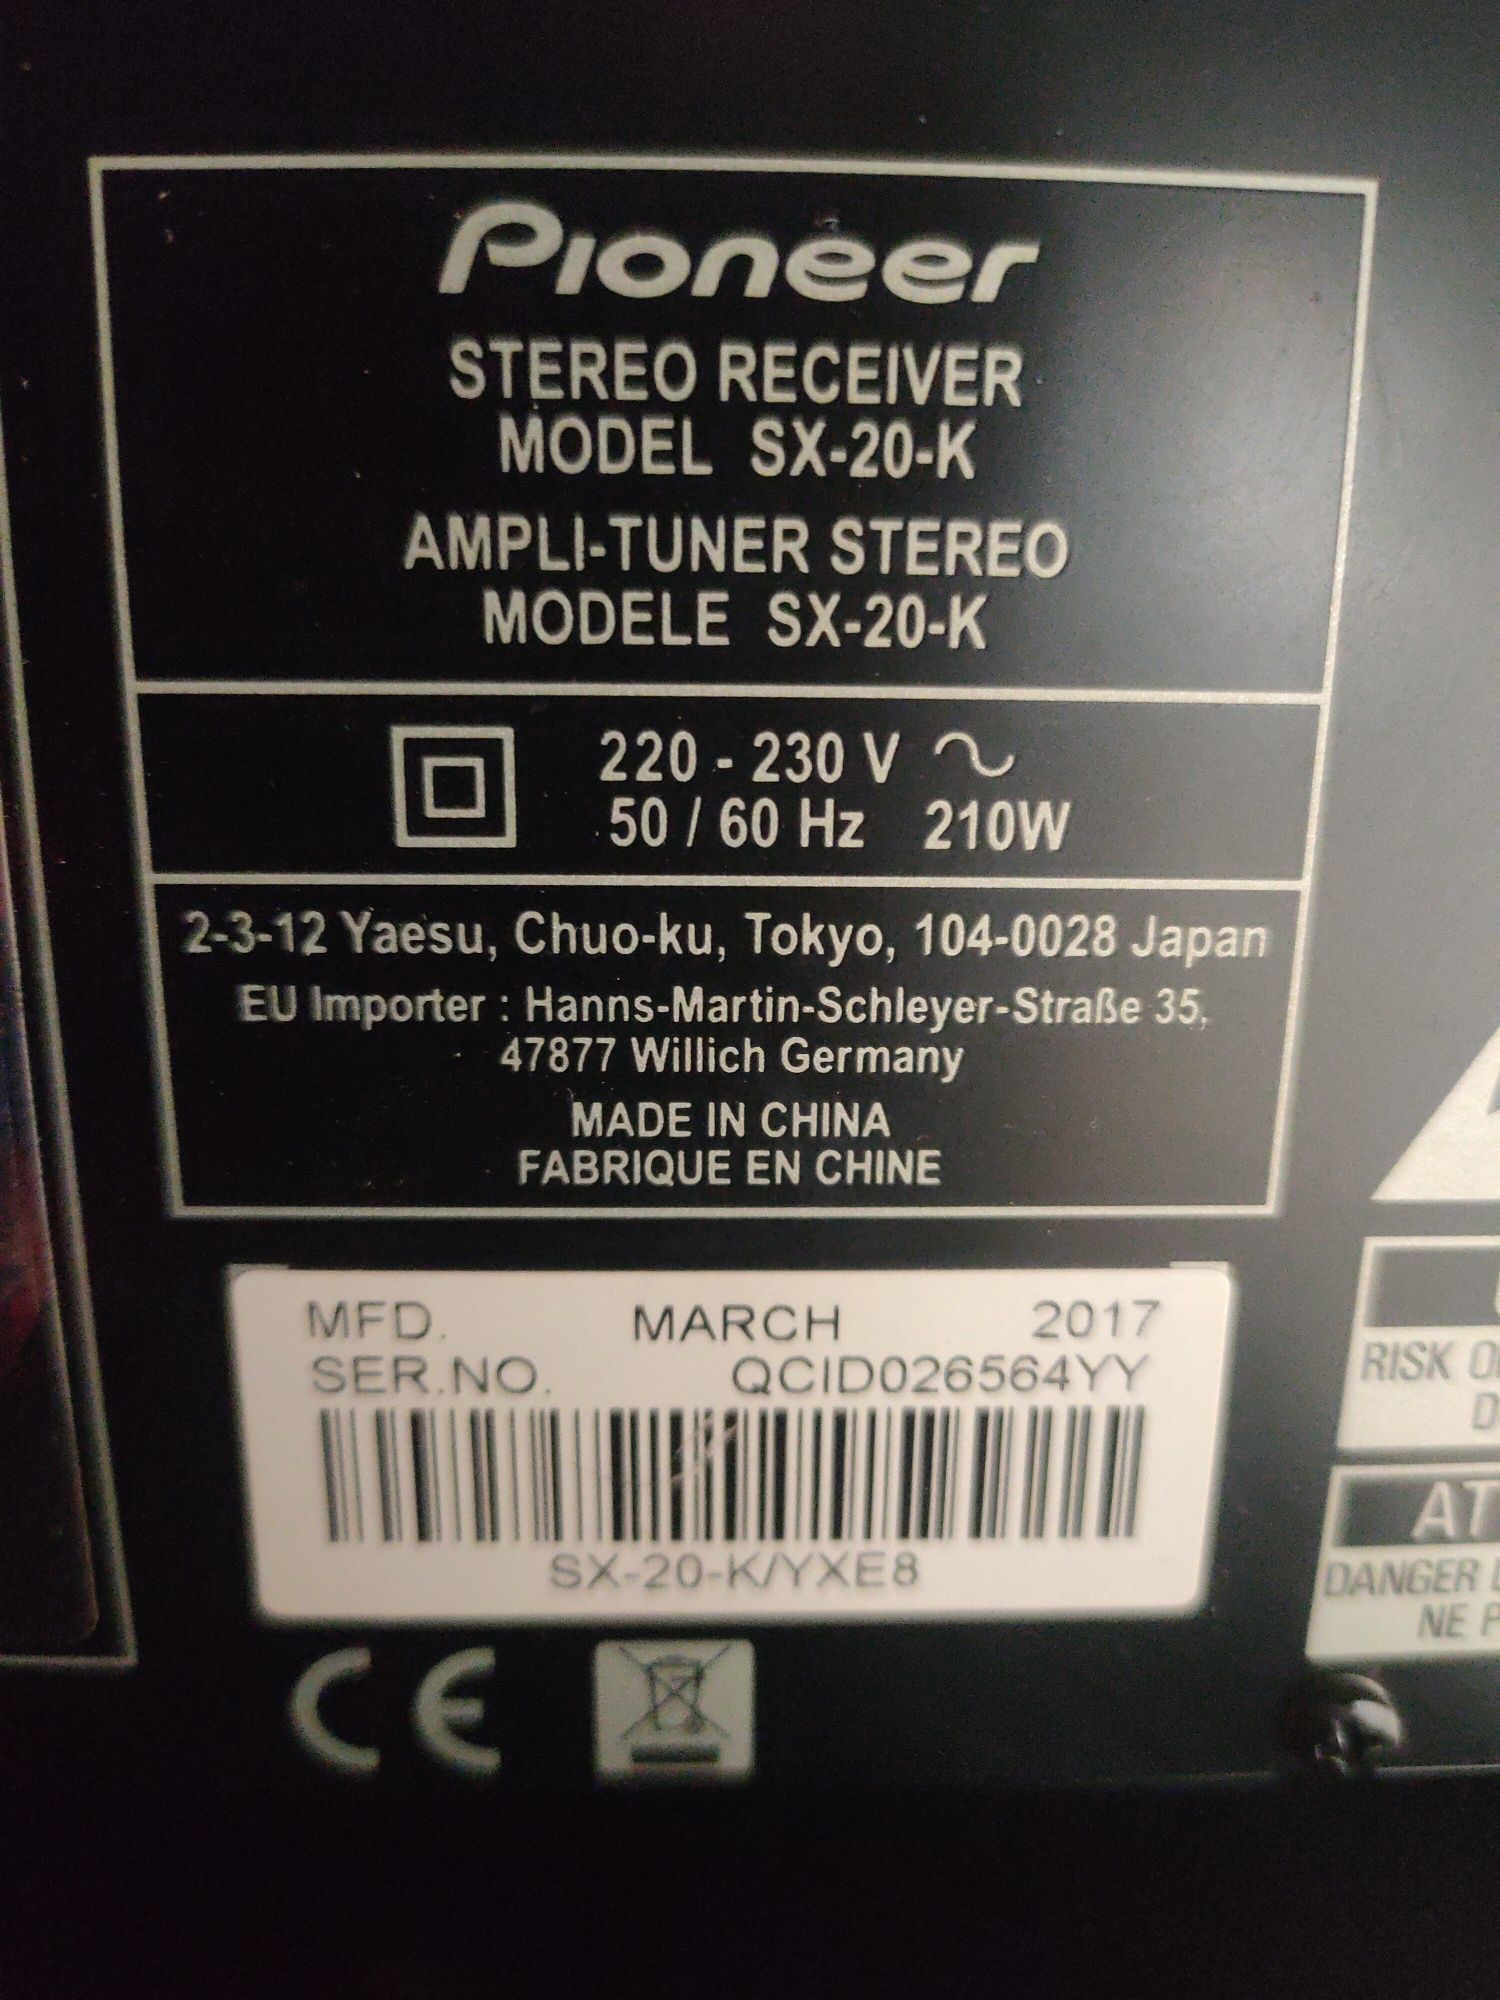 Pioneer
STEREO RECEIVER
MODEL SX-20-K
AMPLI-TUNER STEREO
MODELE SX-20-K
220 - 230 V ~
50 / 60 Hz 210W
2-3-12 Yaesu, Chuo-ku, Tokyo, 104-0028 Japan
EU Importer : Hanns-Martin-Schleyer-Straße 35,
47877 Willich Germany
MADE IN CHINA
FABRIQUE EN CHINE
MFD. MARCH 2017
SER.NO. QCID026564YY
SX-20-K/YXE8
CE
RISK
DANGER
NE